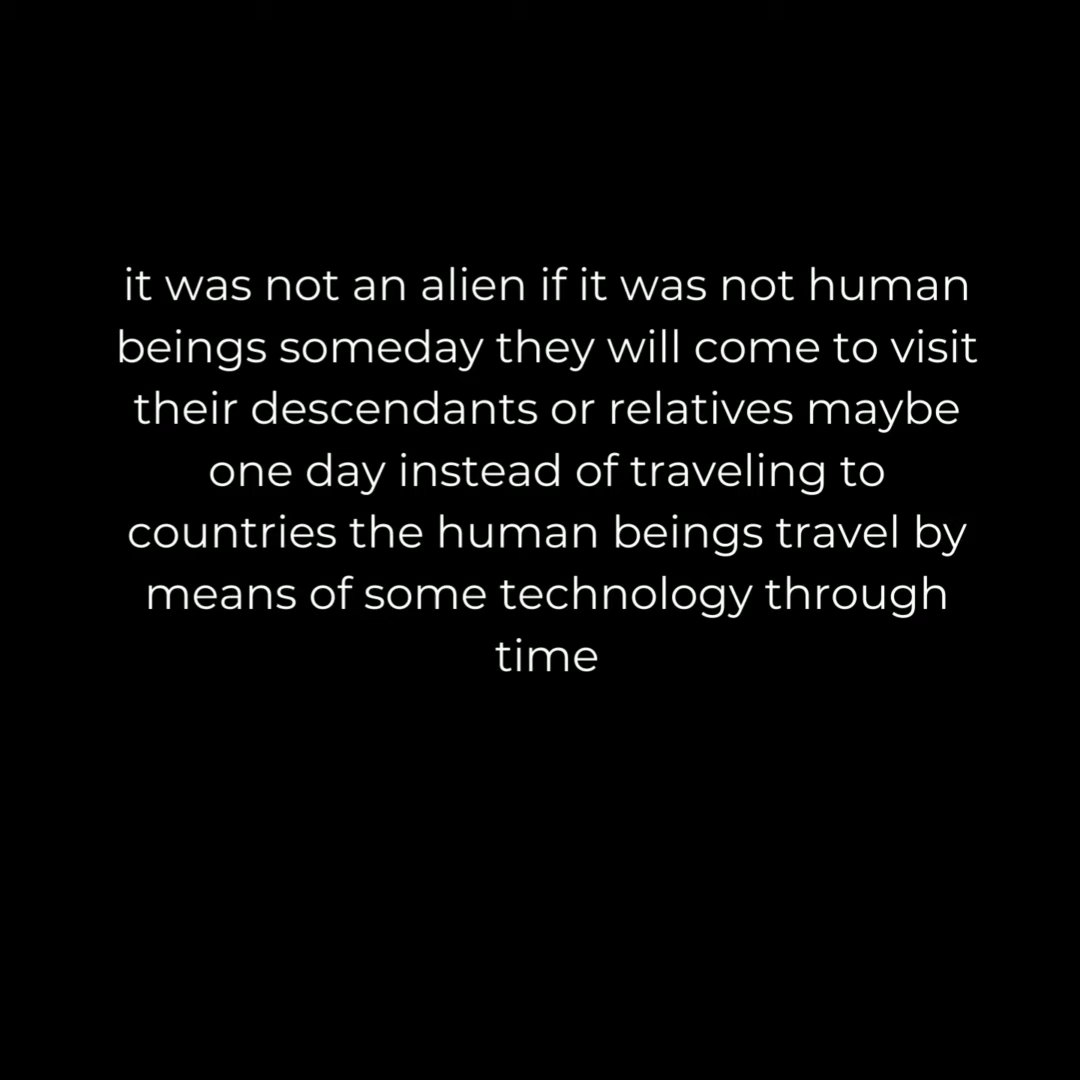 it was not an alien if it was not human
beings someday they will come to visit
their descendants or relatives maybe
one day instead of traveling to
countries the human beings travel by
means of some technology through
time